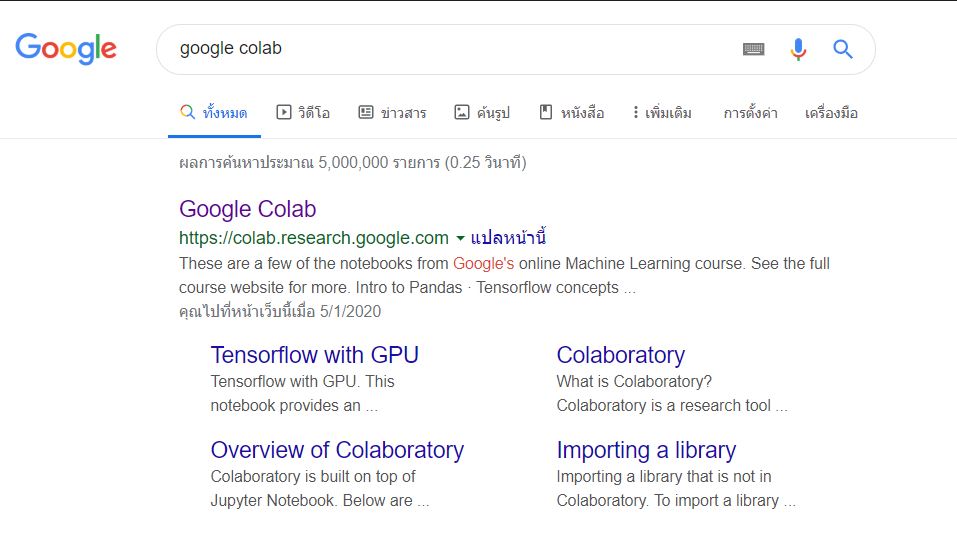 Google
google colab
ทั้งหมด วิดีโอ ข่าวสาร ค้นรูป หนังสือ เพิ่มเติม การตั้งค่า เครื่องมือ
ผลการค้นหาประมาณ 5,000,000 รายการ (0.25 วินาที)
Google Colab
https://colab.research.google.com แปลหน้านี้
These are a few of the notebooks from Google's online Machine Learning course. See the full
course website for more. Intro to Pandas · Tensorflow concepts ...
คุณไปที่หน้าเว็บนี้เมื่อ 5/1/2020
Tensorflow with GPU
Tensorflow with GPU. This
notebook provides an ...
Colaboratory
What is Colaboratory?
Colaboratory is a research tool ...
Overview of Colaboratory
Colaboratory is built on top of
Jupyter Notebook. Below are ...
Importing a library
Importing a library that is not in
Colaboratory. To import a library ...